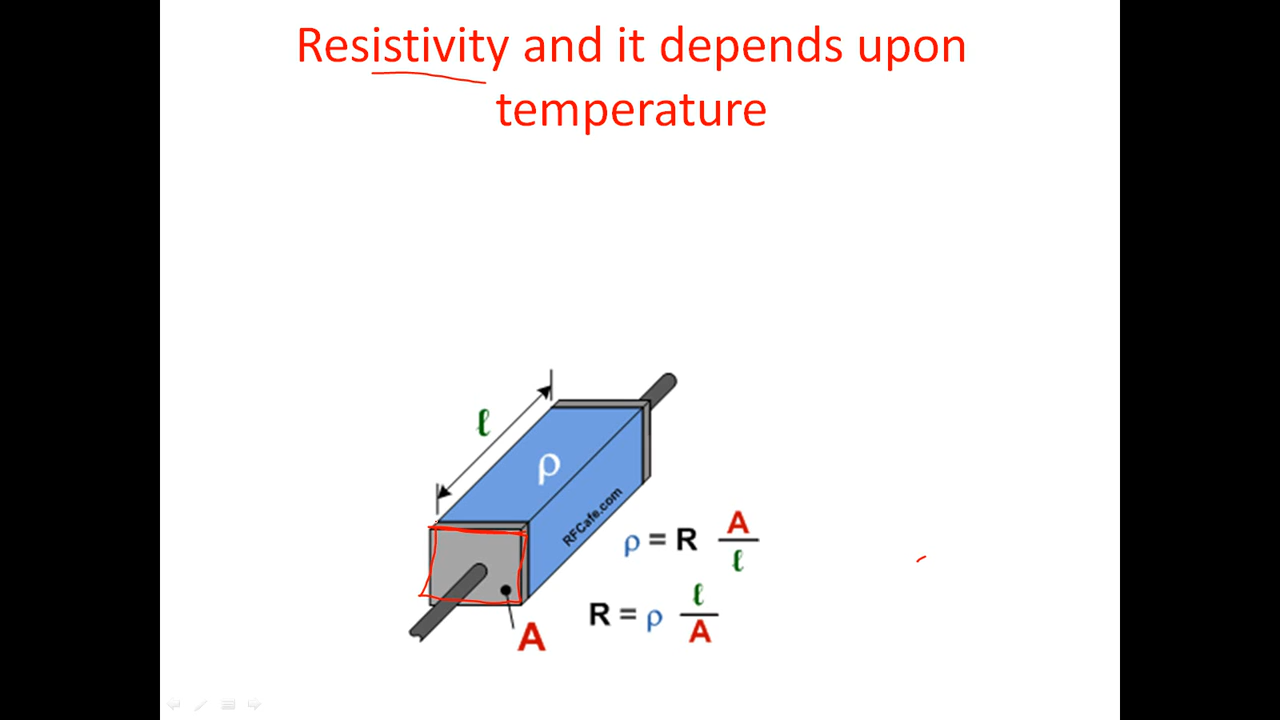 Resistivity and it depends upon
temperature
ℓ
ρ
RFCafe.com
ρ = R A/ℓ
R = ρ ℓ/A
A